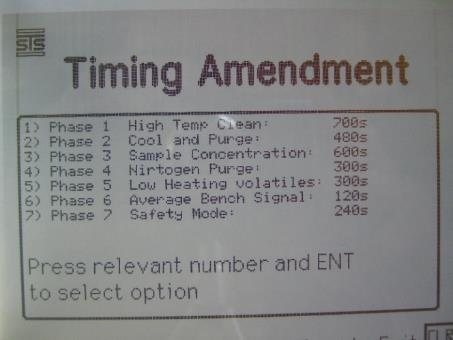 STS
Timing Amendment
1) Phase 1 High Temp Clean: 700s
2) Phase 2 Cool and Purge: 480s
3) Phase 3 Sample Concentration: 600s
4) Phase 4 Nirtogen Purge: 300s
5) Phase 5 Low Heating volatiles: 300s
6) Phase 6 Average Bench Signal: 120s
7) Phase 7 Safety Mode: 240s
Press relevant number and ENT
to select option
Exit